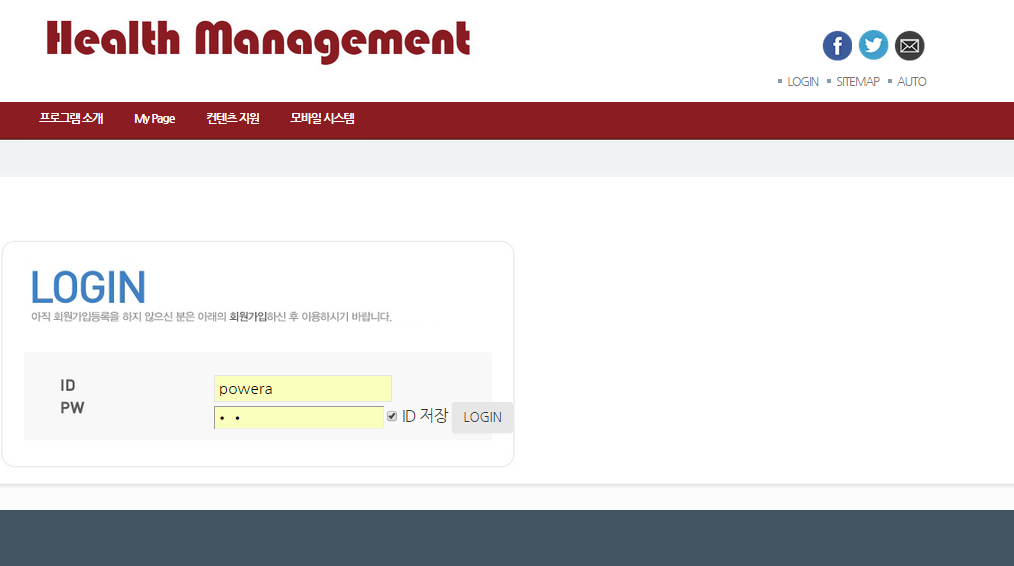 Health Management
LOGIN SITEMAP AUTO
프로그램 소개 My Page 컨텐츠 지원 모바일 시스템
LOGIN
아직 회원가입등록을 하지 않으신 분은 아래의 회원가입하신 후 이용하시기 바랍니다.
ID powera
PW ID 저장 LOGIN